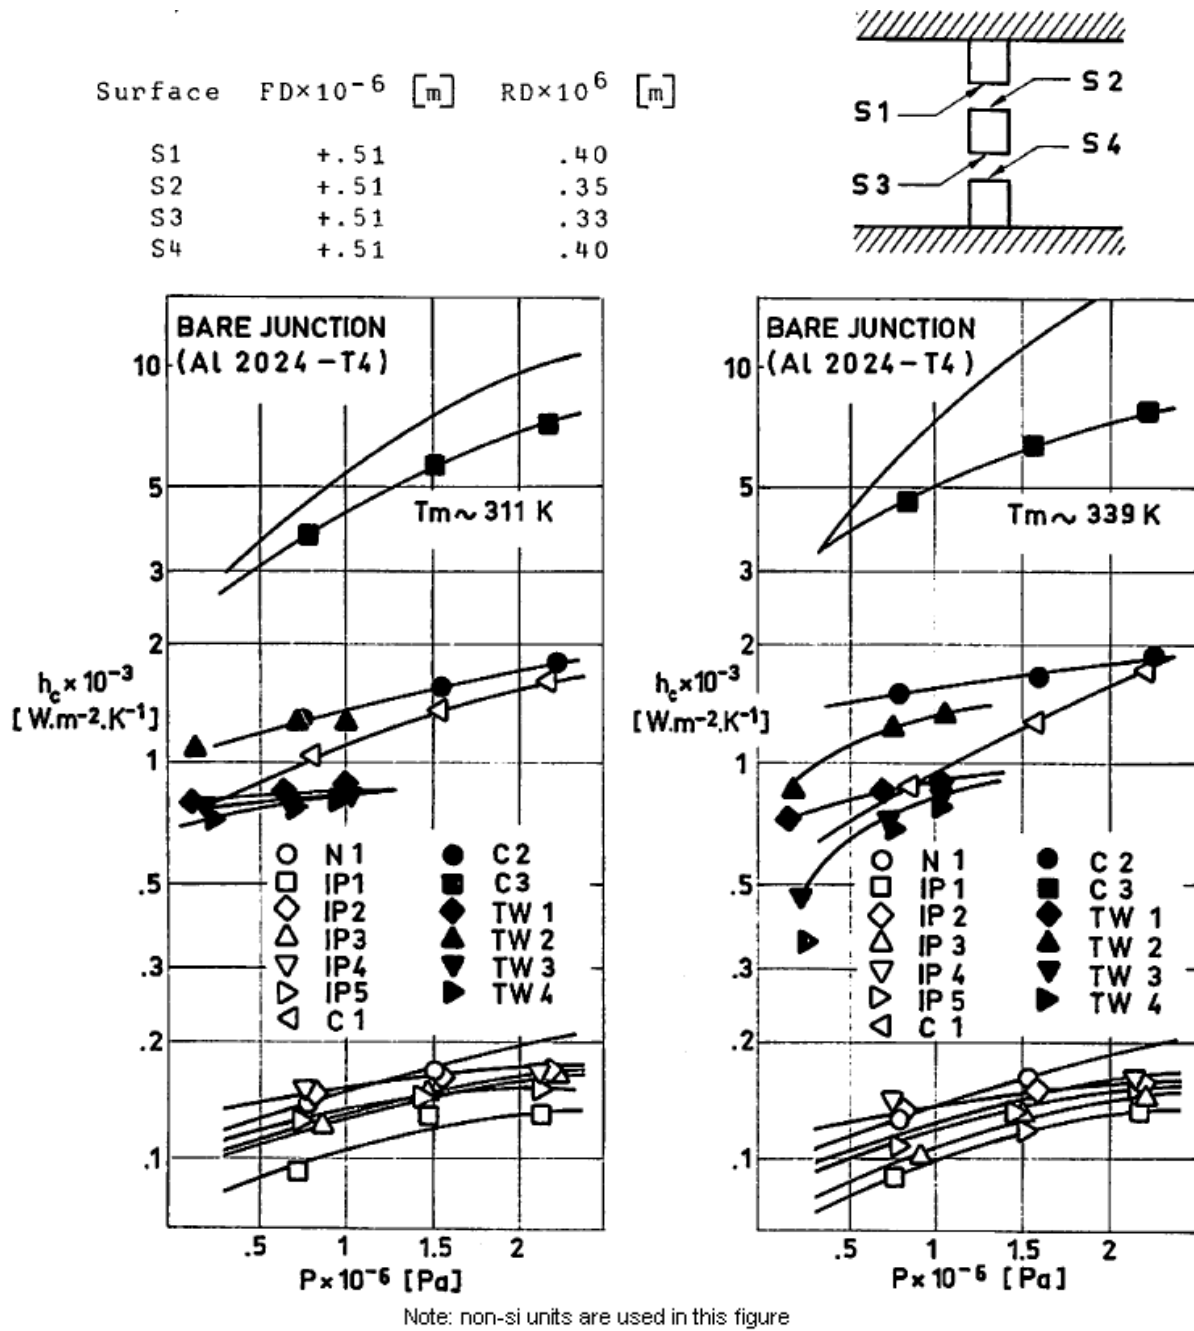 Surface FD×10-6 [m] RD×10 6 [m]
S1 +.51 .40
S2 +.51 .35
S3 +.51 .33
S4 +.51 .40
S1
S2
S3
S4
BARE JUNCTION
(Al 2024-T4)
10
5
Tm~ 311 K
3
2
hc × 10-3
[W.m-2.K-1]
1
N 1
C 2
IP1
C3
.5
IP2
TW 1
IP3
TW 2
IP4
TW 3
.3
IP5
TW 4
C 1
.2
.1
.5 1 1.5 2
P×10-6 [Pa]
BARE JUNCTION
(Al 2024-T4)
10
5
Tm~ 339 K
3
2
hc ×10-3
[W.m-2.K-1]
1
N 1
C 2
IP 1
C 3
.5
IP 2
TW 1
IP 3
TW 2
IP 4
TW 3
.3
IP5
TW 4
C 1
.2
.1
.5 1 1.5 2
P×10-6 [Pa]
Note: non-si units are used in this figure